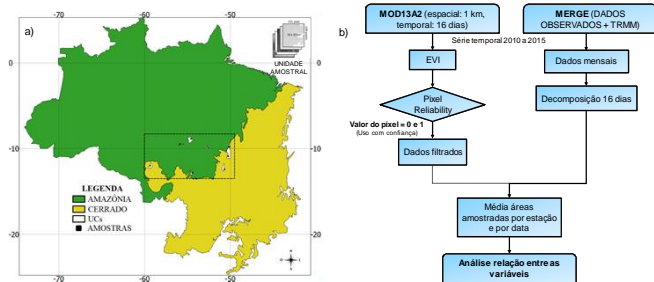 a)
-70
-60
-50
0
-10
-20
UNIDADE
AMOSTRAL
LEGENDA
AMAZÔNIA
CERRADO
UCs
AMOSTRAS
-70
-60
-50
b)
MOD13A2 (espacial: 1 km,
temporal: 16 dias)
MERGE (DADOS
OBSERVADOS + TRMM)
Série temporal 2010 a 2015
EVI
Dados mensais
Pixel
Reliability
Decomposição 16 dias
Valor do pixel = 0 e 1
(Uso com confiança)
Dados filtrados
Média áreas
amostradas por estação
e por data
Análise relação entre as
variáveis